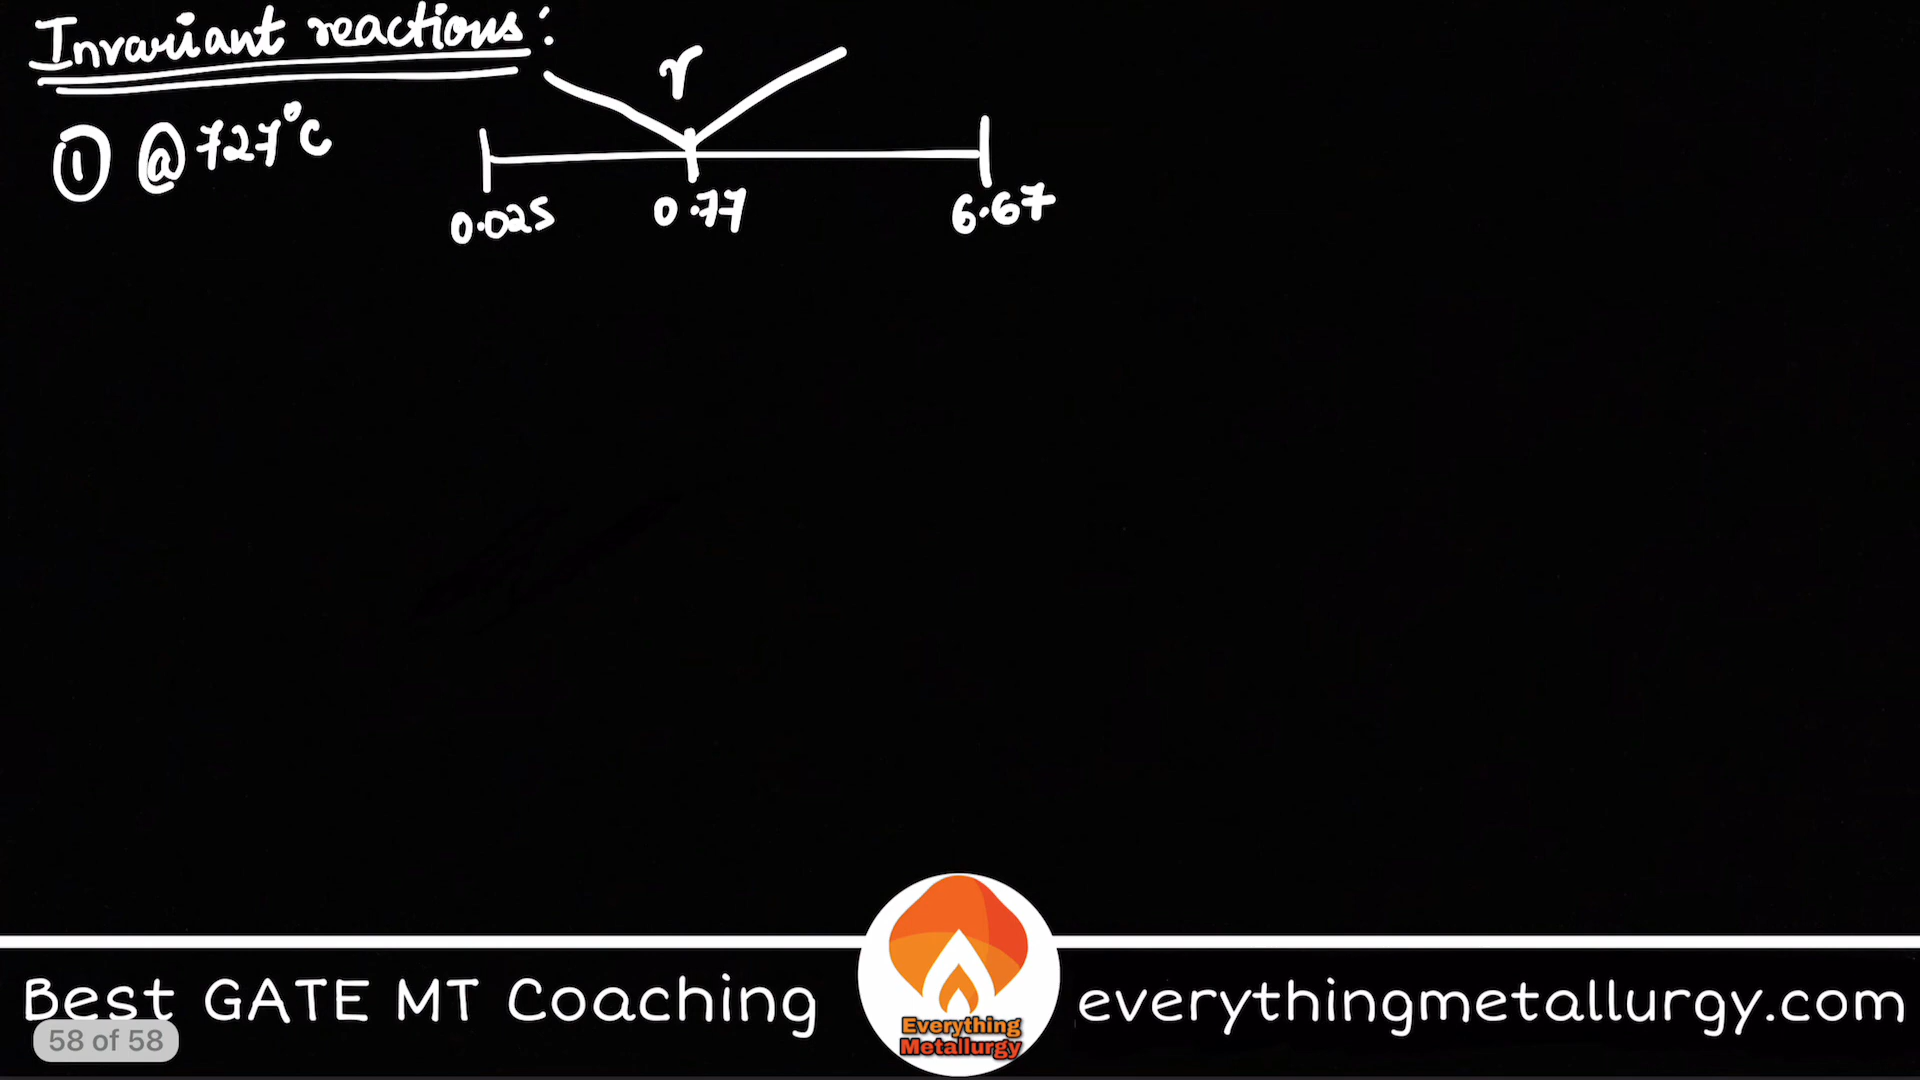 Invariant reactions:
γ
① @ 727°C
0.025 0.77 6.67
Best GATE MT Coaching
everythingmetallurgy.com
Everything
Metallurgy
58 of 58